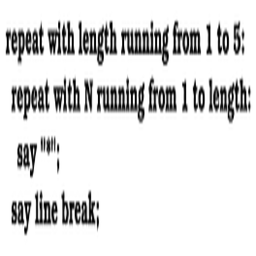 repeat with length running from 1 to 5:
repeat with N running from 1 to length:
say "*";
say line break;